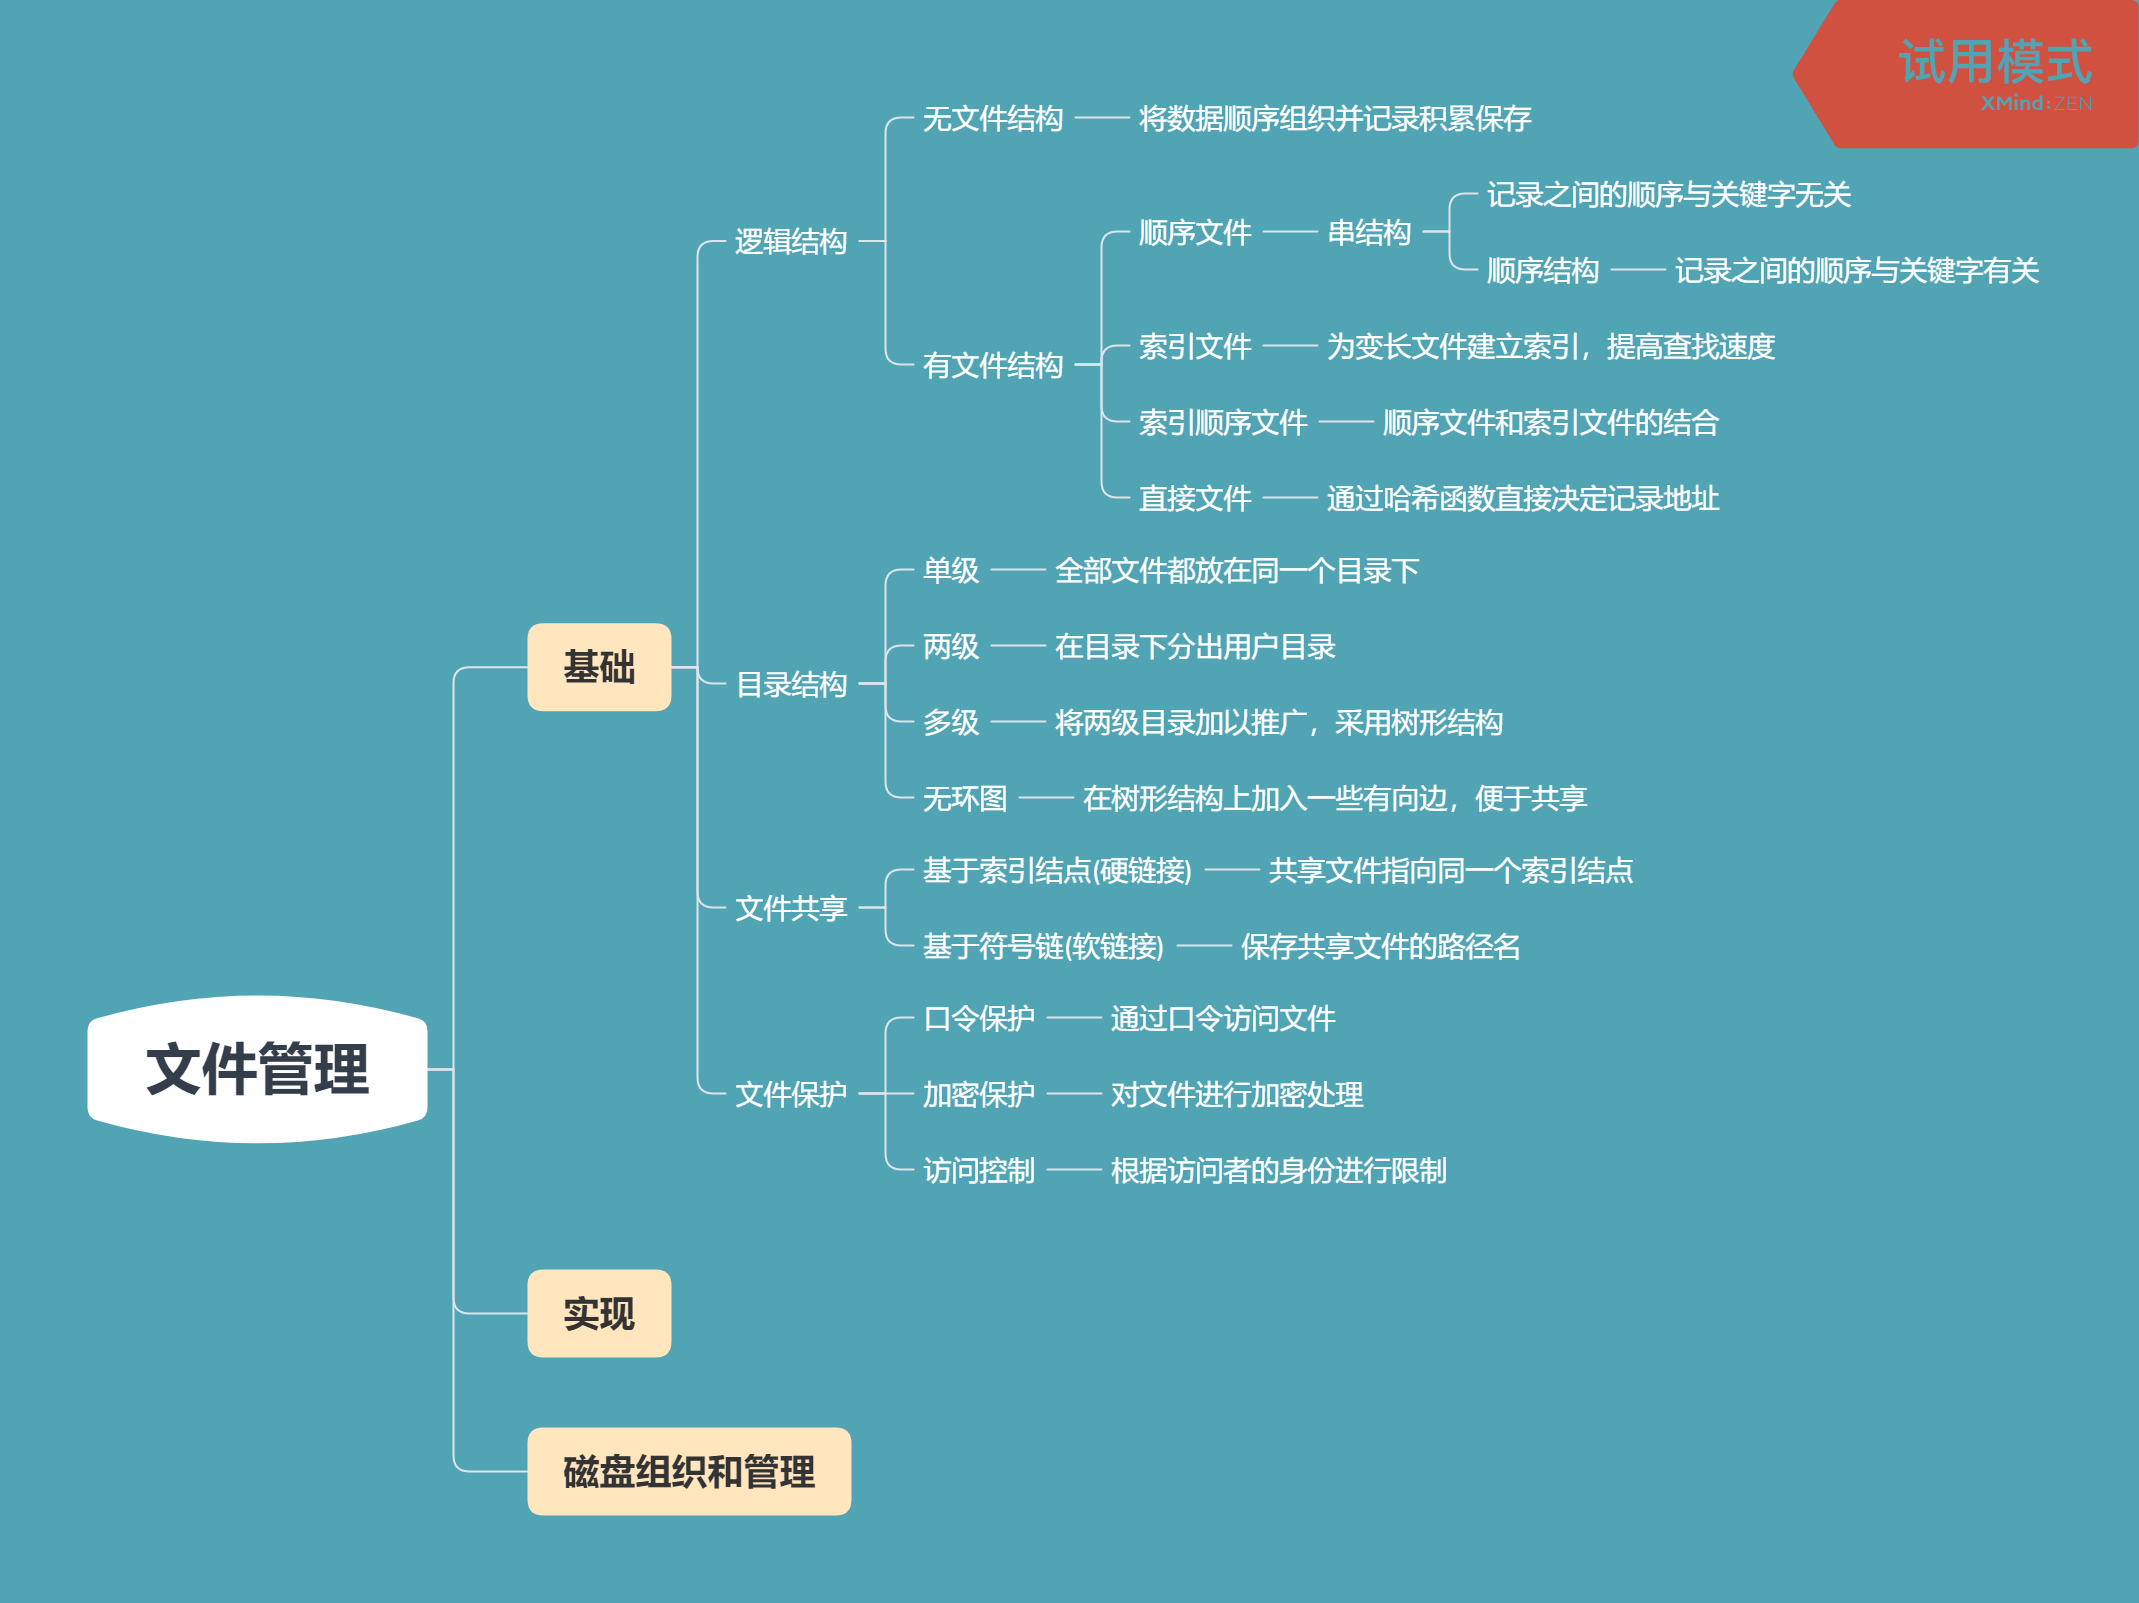 试用模式
XMind:ZEN
文件管理
基础
逻辑结构
无文件结构
将数据顺序组织并记录积累保存
有文件结构
顺序文件
串结构
记录之间的顺序与关键字无关
顺序结构
记录之间的顺序与关键字有关
索引文件
为变长文件建立索引，提高查找速度
索引顺序文件
顺序文件和索引文件的结合
直接文件
通过哈希函数直接决定记录地址
目录结构
单级
全部文件都放在同一个目录下
两级
在目录下分出用户目录
多级
将两级目录加以推广，采用树形结构
无环图
在树形结构上加入一些有向边，便于共享
文件共享
基于索引结点(硬链接)
共享文件指向同一个索引结点
基于符号链(软链接)
保存共享文件的路径名
文件保护
口令保护
通过口令访问文件
加密保护
对文件进行加密处理
访问控制
根据访问者的身份进行限制
实现
磁盘组织和管理